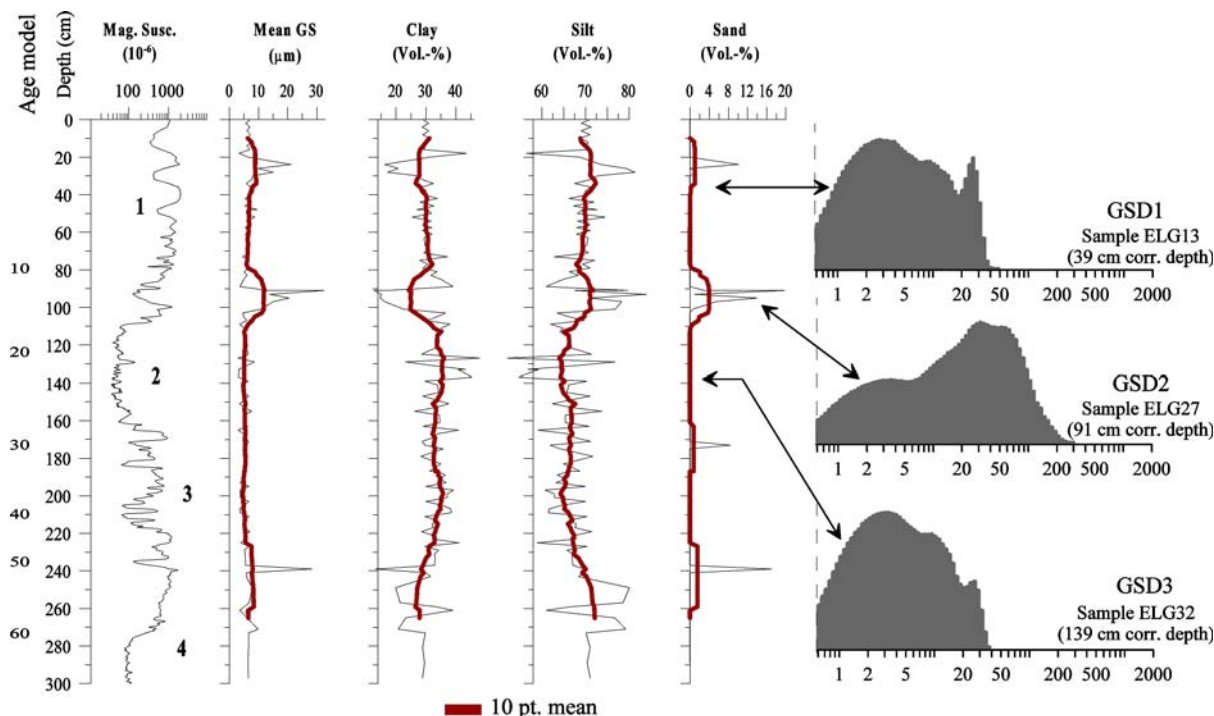 Age model
Depth (cm)
Mag. Susc.
(10-6)
100 1000
Mean GS
(μm)
0 10 20 30
Clay
(Vol.-%)
20 30 40
Silt
(Vol.-%)
60 70 80
Sand
(Vol.-%)
0 4 8 12 16 20
0
20
40
60
80
100
120
140
160
180
200
220
240
260
280
300
10
20
30
40
50
60
1
2
3
4
GSD1
Sample ELG13
(39 cm corr. depth)
1 2 5 20 50 200 500 2000
GSD2
Sample ELG27
(91 cm corr. depth)
1 2 5 20 50 200 500 2000
GSD3
Sample ELG32
(139 cm corr. depth)
1 2 5 20 50 200 500 2000
10 pt. mean